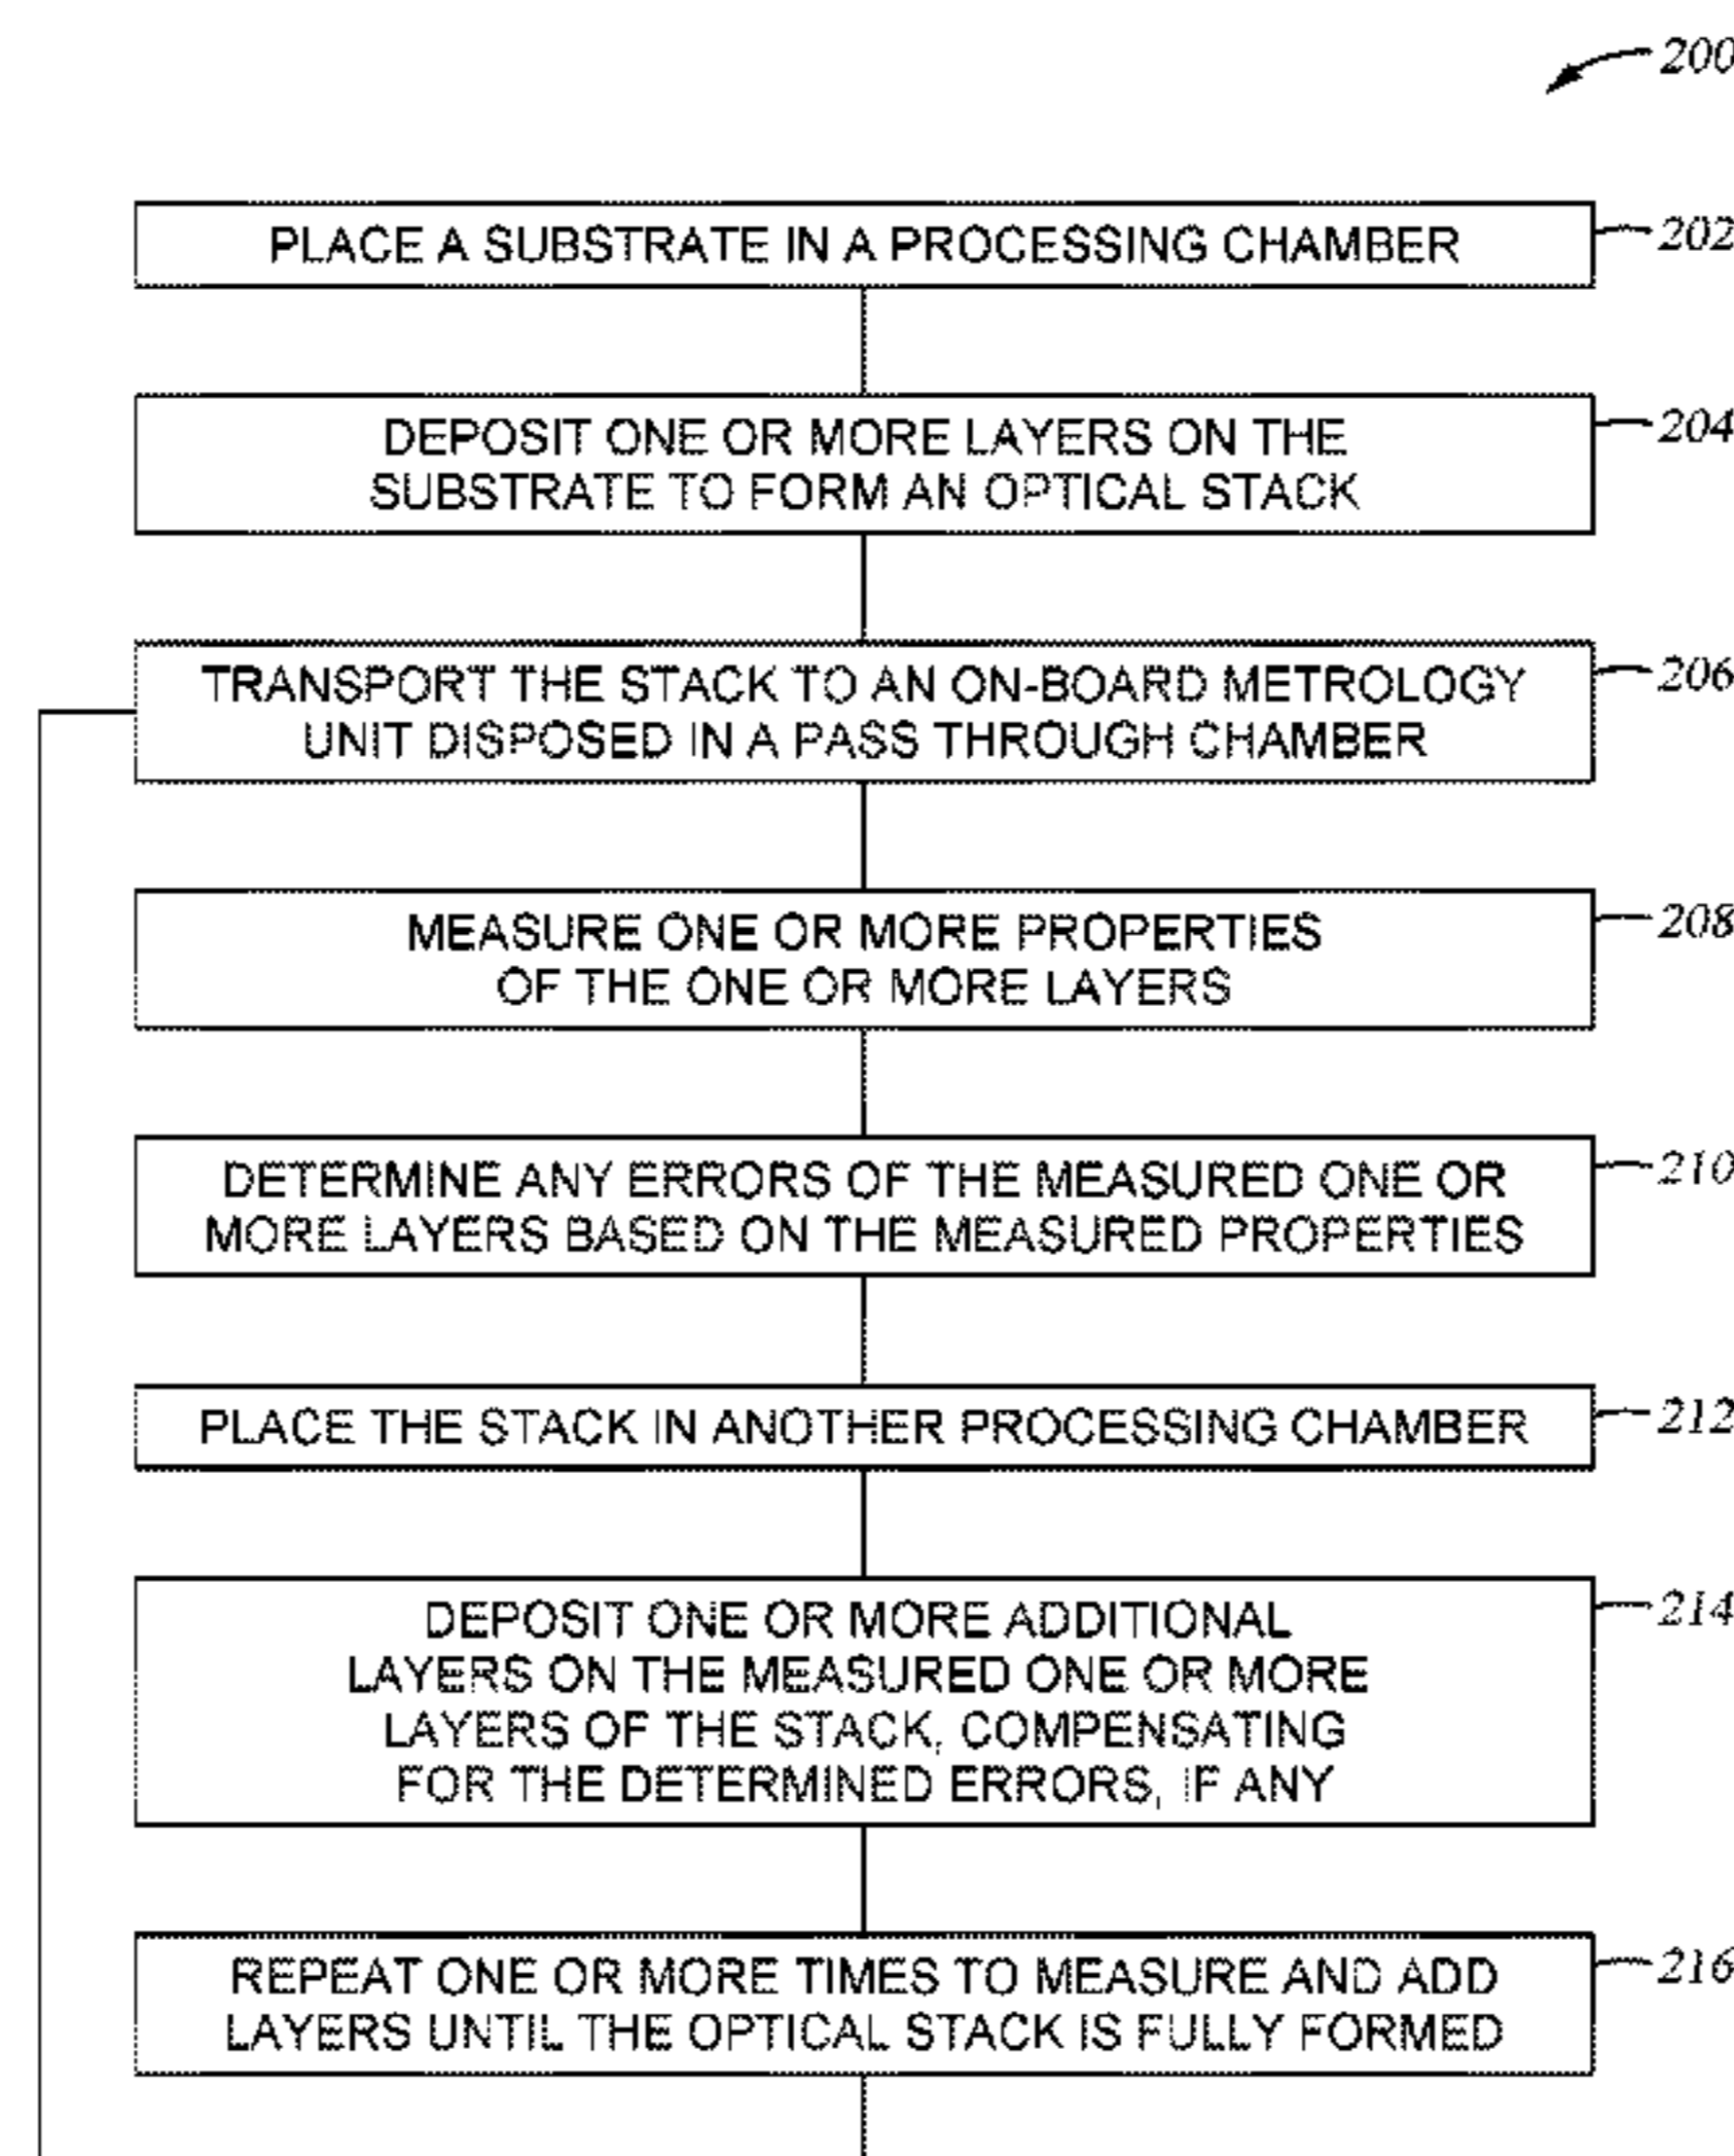 200
PLACE A SUBSTRATE IN A PROCESSING CHAMBER
202
DEPOSIT ONE OR MORE LAYERS ON THE
SUBSTRATE TO FORM AN OPTICAL STACK
204
TRANSPORT THE STACK TO AN ON-BOARD METROLOGY
UNIT DISPOSED IN A PASS THROUGH CHAMBER
206
MEASURE ONE OR MORE PROPERTIES
OF THE ONE OR MORE LAYERS
208
DETERMINE ANY ERRORS OF THE MEASURED ONE OR
MORE LAYERS BASED ON THE MEASURED PROPERTIES
210
PLACE THE STACK IN ANOTHER PROCESSING CHAMBER
212
DEPOSIT ONE OR MORE ADDITIONAL
LAYERS ON THE MEASURED ONE OR MORE
LAYERS OF THE STACK, COMPENSATING
FOR THE DETERMINED ERRORS, IF ANY
214
REPEAT ONE OR MORE TIMES TO MEASURE AND ADD
LAYERS UNTIL THE OPTICAL STACK IS FULLY FORMED
216